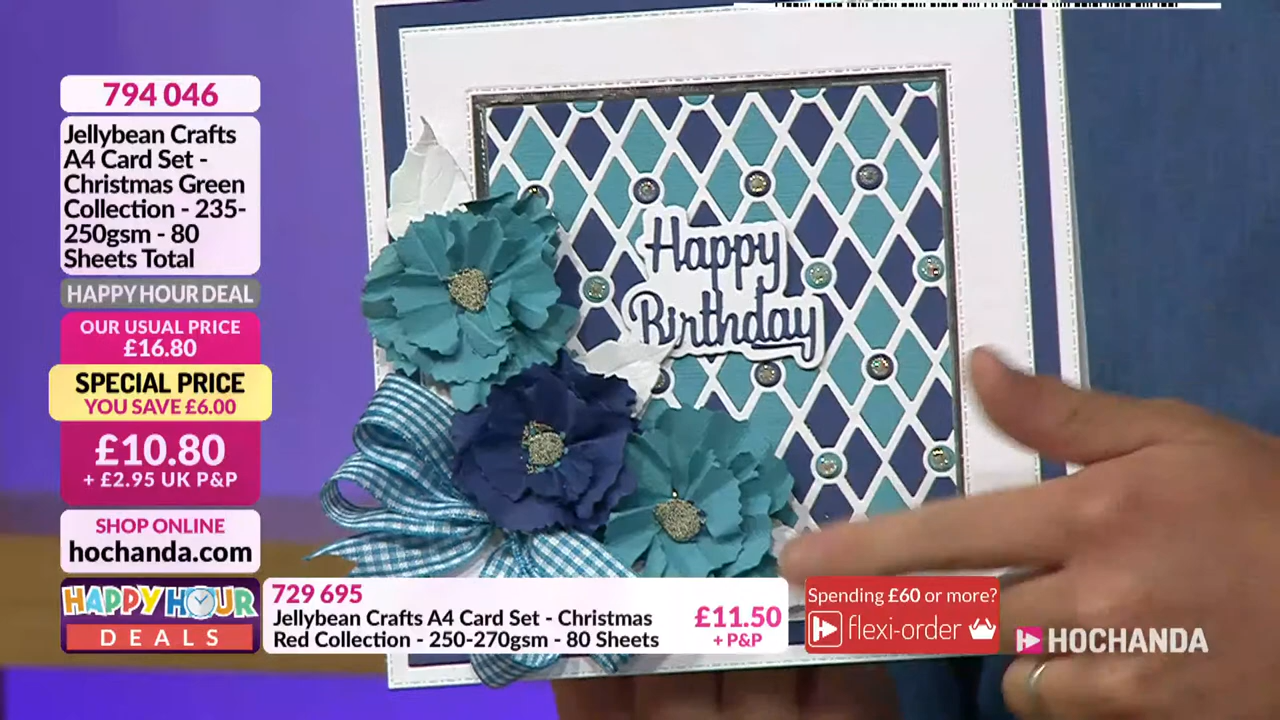 794 046
Jellybean Crafts
A4 Card Set -
Christmas Green
Collection - 235-
250gsm - 80
Sheets Total
HAPPY HOUR DEAL
OUR USUAL PRICE
£16.80
SPECIAL PRICE
YOU SAVE £6.00
£10.80
+ £2.95 UK P&P
SHOP ONLINE
hochanda.com
HAPPY HOUR
DEALS
729 695
Jellybean Crafts A4 Card Set - Christmas
Red Collection - 250-270gsm - 80 Sheets
£11.50
+ P&P
Spending £60 or more?
flexi-order
HOCHANDA
Happy
Birthday